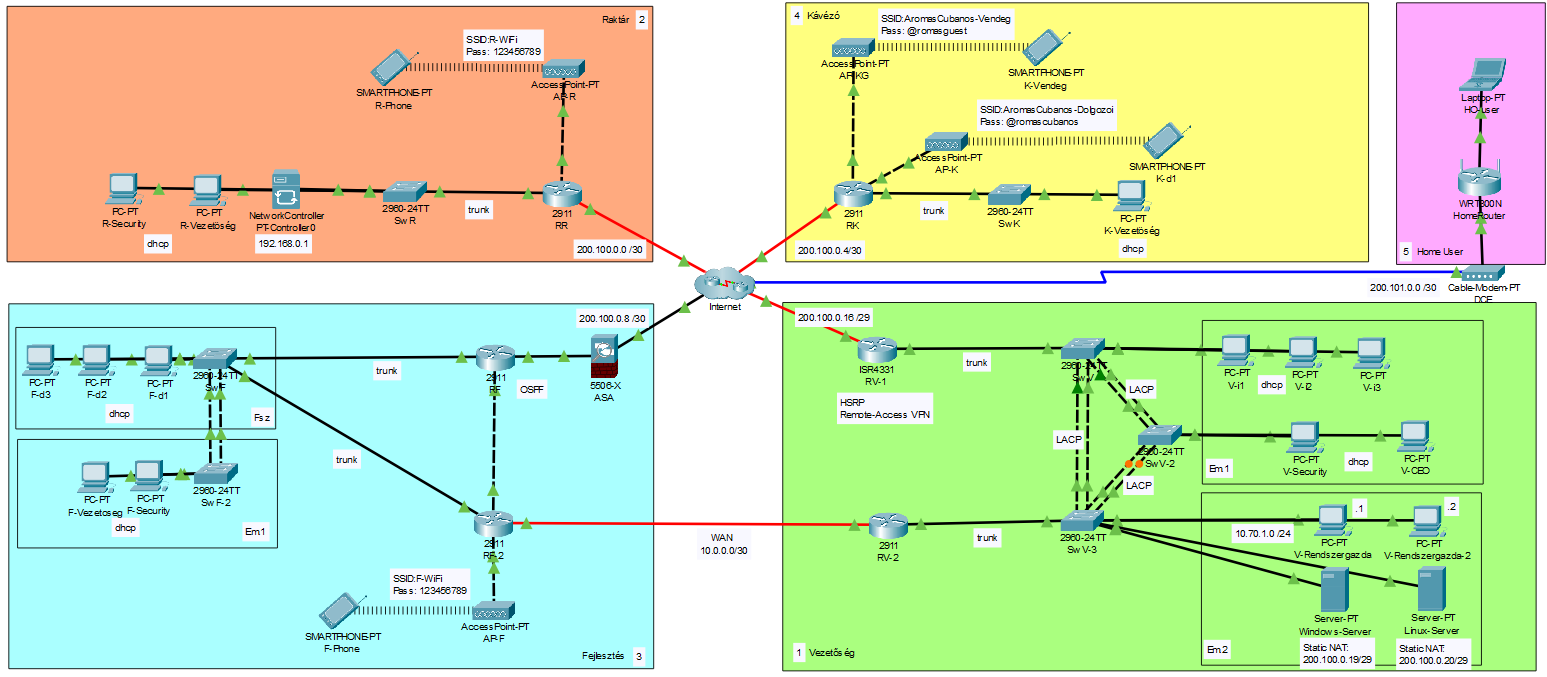 Raktár 2
SSID:R-WiFi
Pass: 123456789
SMARTPHONE-PT
R-Phone
AccessPoint-PT
AP-R
PC-PT
R-Security
PC-PT
R-Vezetőség
NetworkController
PT-Controller0
2960-24TT
SwR
trunk
2911
RR
dhcp
192.168.0.1
200.100.0.0 /30
4 Kávézó
SSID:AromasCubanos-Vendeg
Pass: @romasguest
AccessPoint-PT
AP-KG
SMARTPHONE-PT
K-Vendeg
SSID:AromasCubanos-Dolgozoi
Pass: @romascubanos
AccessPoint-PT
AP-K
SMARTPHONE-PT
K-d1
2911
RK
trunk
2960-24TT
SwK
PC-PT
K-Vezetőség
dhcp
200.100.0.4/30
Laptop-PT
HO-user
WRT300N
HomeRouter
5 Home User
200.101.0.0 /30
Cable-Modem-PT
DCE
Internet
200.100.0.8 /30
PC-PT
F-d3
PC-PT
F-d2
PC-PT
F-d1
2960-24TT
SwF
dhcp
Fsz
trunk
2911
RF
OSPF
5506-X
ASA
PC-PT
F-Vezetoseg
PC-PT
F-Security
2960-24TT
SwF-2
dhcp
Em1
trunk
2911
RF-2
SSID:F-WiFi
Pass: 123456789
SMARTPHONE-PT
F-Phone
AccessPoint-PT
AP-F
Fejlesztés 3
WAN
10.0.0.0/30
200.100.0.16 /29
ISR4331
RV-1
HSRP
Remote-Access VPN
trunk
2960-24TT
SwV
LACP
LACP
LACP
2960-24TT
SwV-2
PC-PT
V-i1
PC-PT
V-i2
PC-PT
V-i3
dhcp
Em1
PC-PT
V-Security
dhcp
PC-PT
V-CEO
2911
RV-2
trunk
2960-24TT
SwV-3
10.70.1.0 /24
.1
PC-PT
V-Rendszergazda
.2
PC-PT
V-Rendszergazda-2
Server-PT
Windows-Server
Server-PT
Linux-Server
Em2
Static NAT:
200.100.0.19/29
Static NAT:
200.100.0.20/29
1 Vezetőség